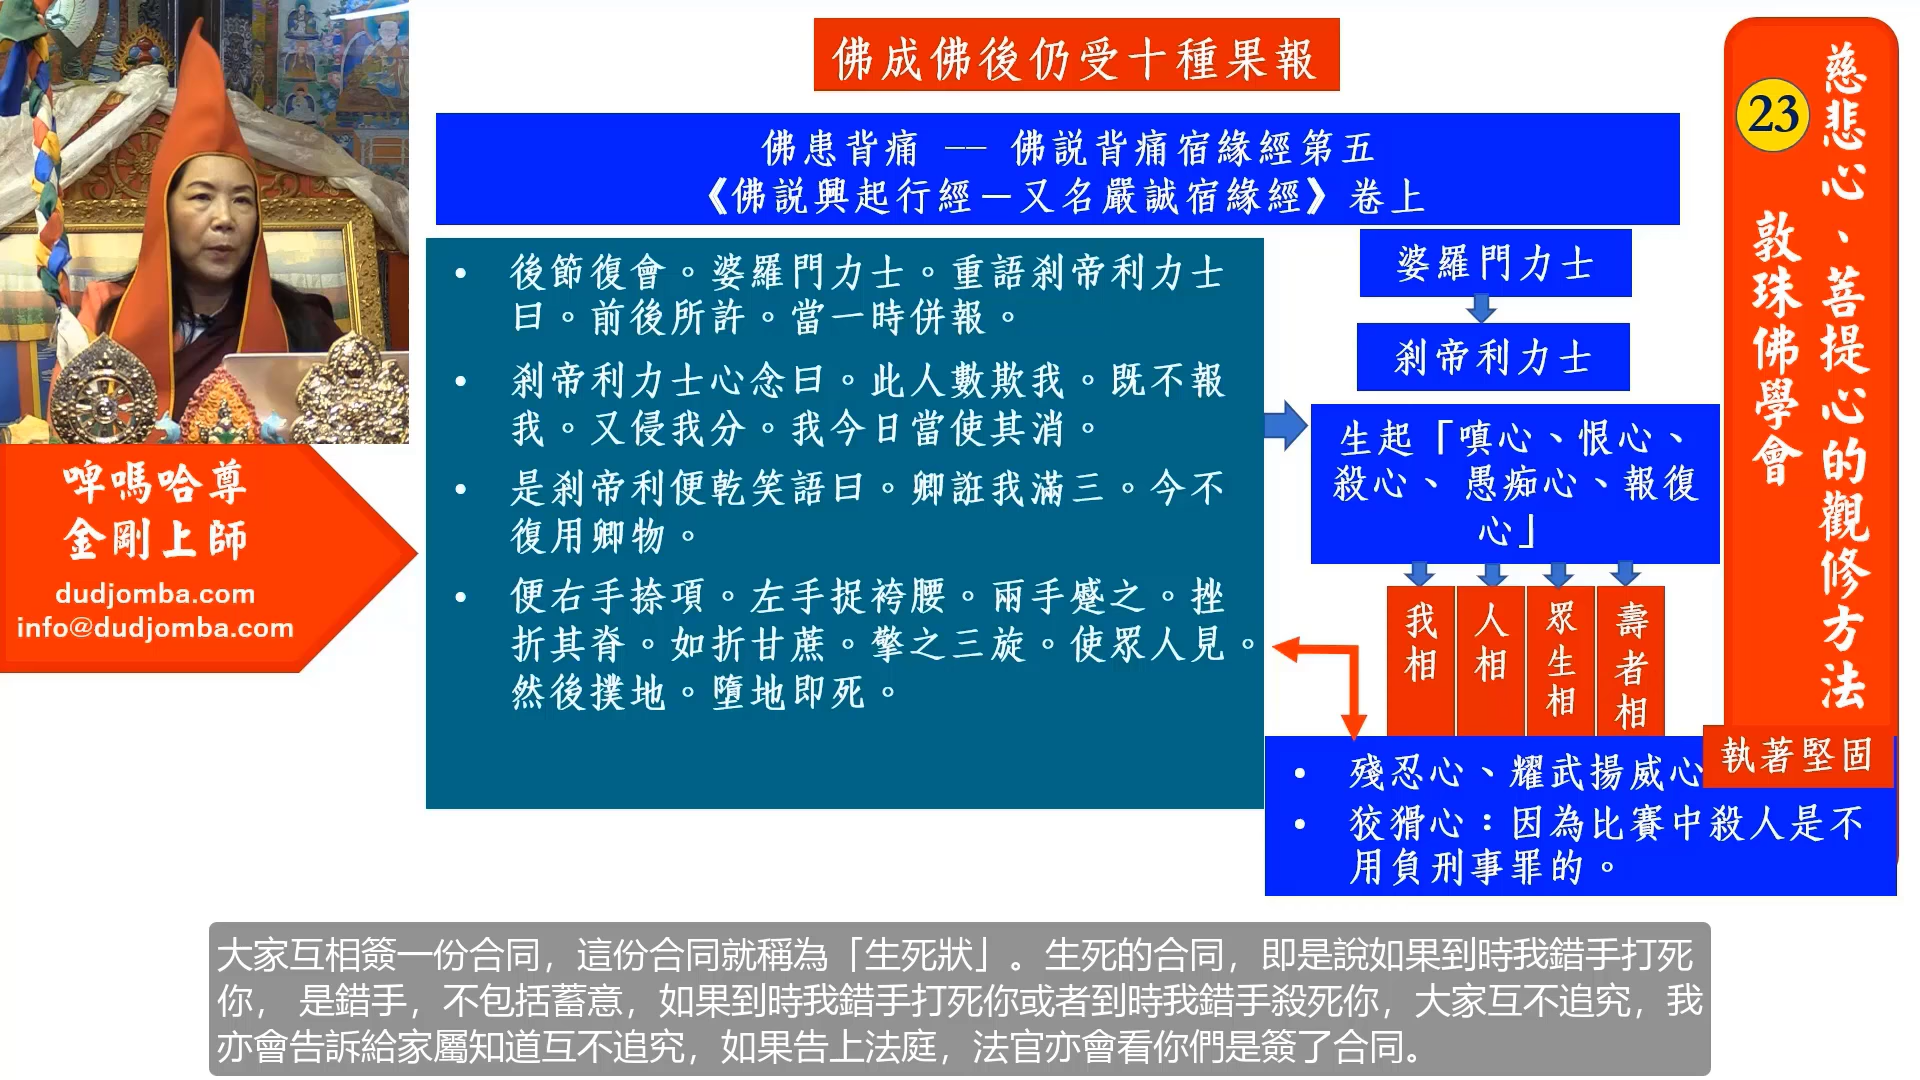 佛成佛後仍受十種果報
佛患背痛 — 佛説背痛宿緣經第五
《佛説興起行經－又名嚴誠宿緣經》卷上
• 後節復會。婆羅門力士。重語剎帝利力士
曰。前後所許。當一時併報。
• 剎帝利力士心念曰。此人數欺我。既不報
我。又侵我分。我今日當使其消。
• 是剎帝利便乾笑語曰。卿誑我滿三。今不
復用卿物。
• 便右手捺項。左手捉袴腰。兩手蹙之。挫
折其脊。如折甘蔗。擎之三旋。使眾人見。
然後撲地。墮地即死。
婆羅門力士
剎帝利力士
生起「嗔心、恨心、
殺心、愚痴心、報復
心」
我相
人相
眾生相
壽者相
執著堅固
• 殘忍心、耀武揚威心
• 狡猾心：因為比賽中殺人是不
用負刑事罪的。
23
慈悲心、菩提心的觀修方法
敦珠佛學會
啤嗎哈尊
金剛上師
dudjomba.com
info@dudjomba.com
大家互相簽一份合同，這份合同就稱為「生死狀」。生死的合同，即是說如果到時我錯手打死
你， 是錯手，不包括蓄意，如果到時我錯手打死你或者到時我錯手殺死你，大家互不追究，我
亦會告訴給家屬知道互不追究，如果告上法庭，法官亦會看你們是簽了合同。